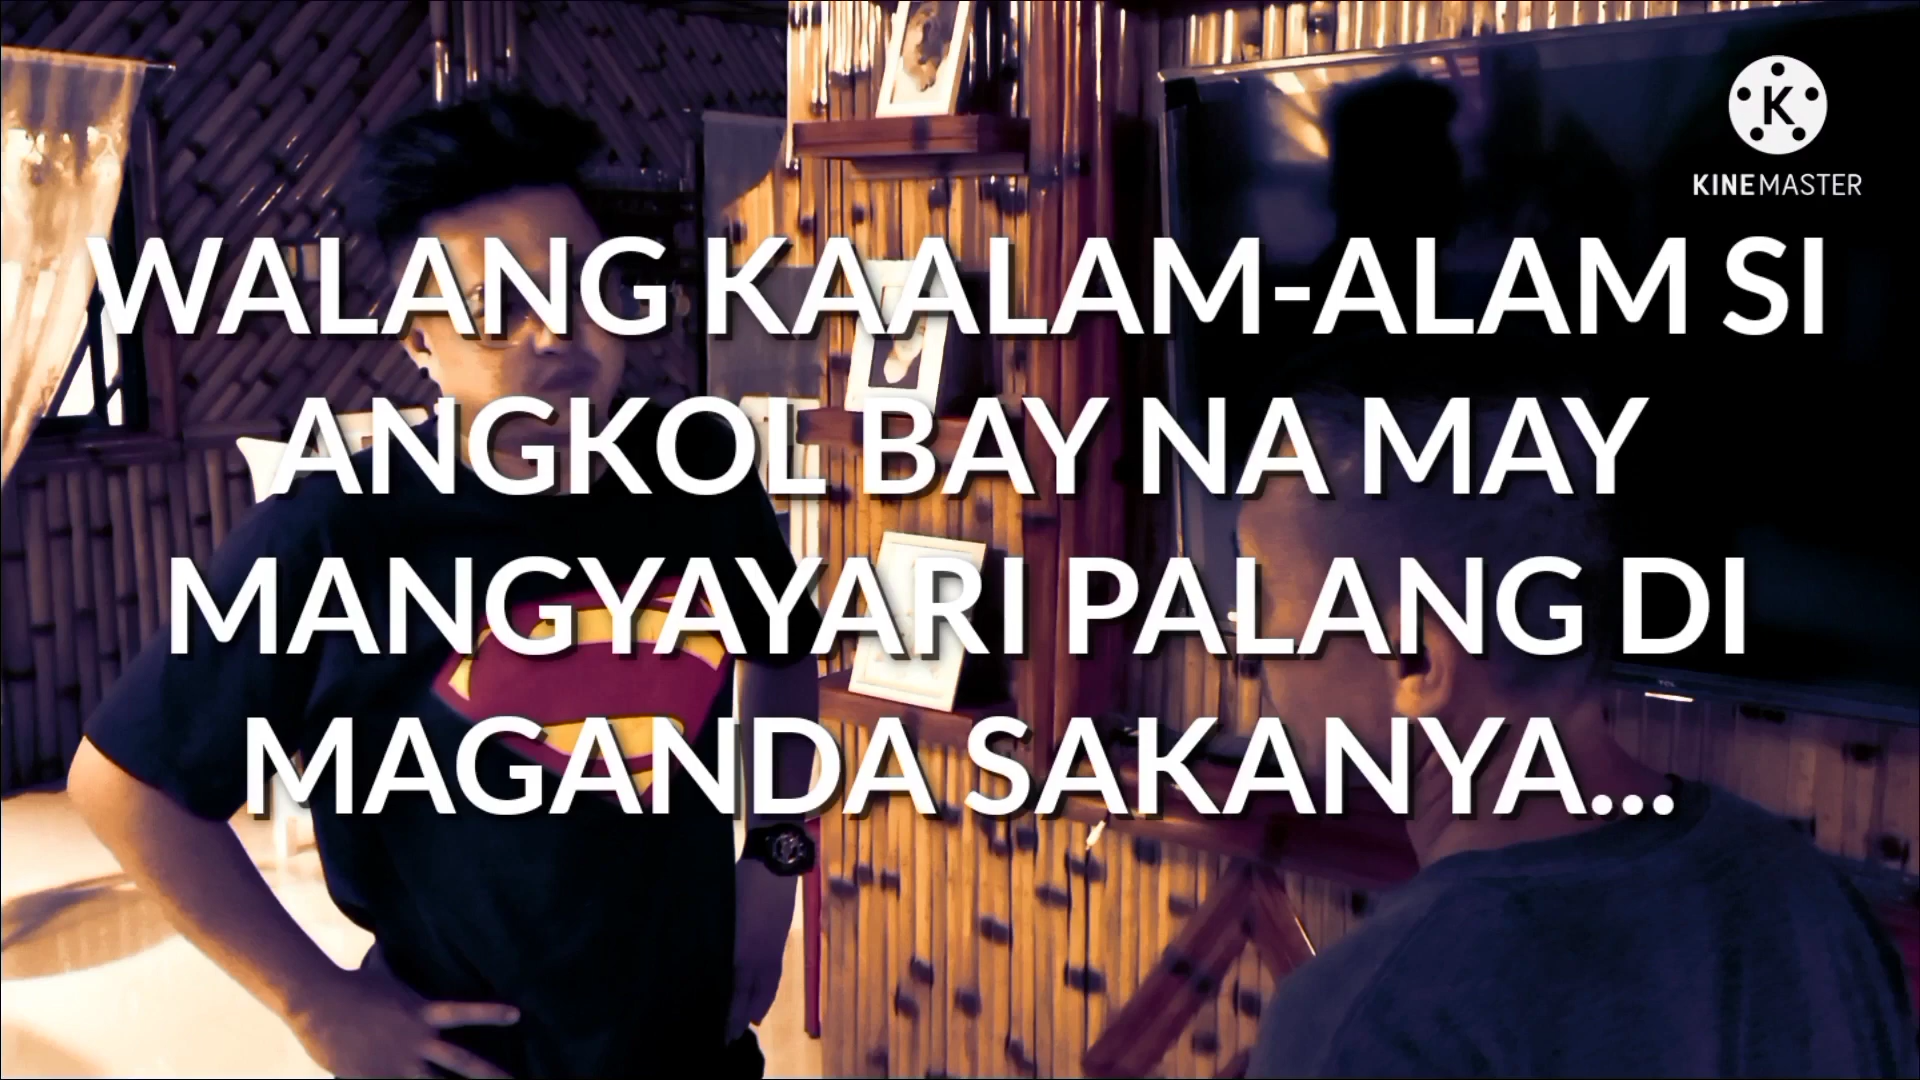 KINEMASTER
WALANG KAALAM-ALAM SI
ANGKOL BAY NA MAY
MANGYAYARI PALANG DI
MAGANDA SAKANYA...